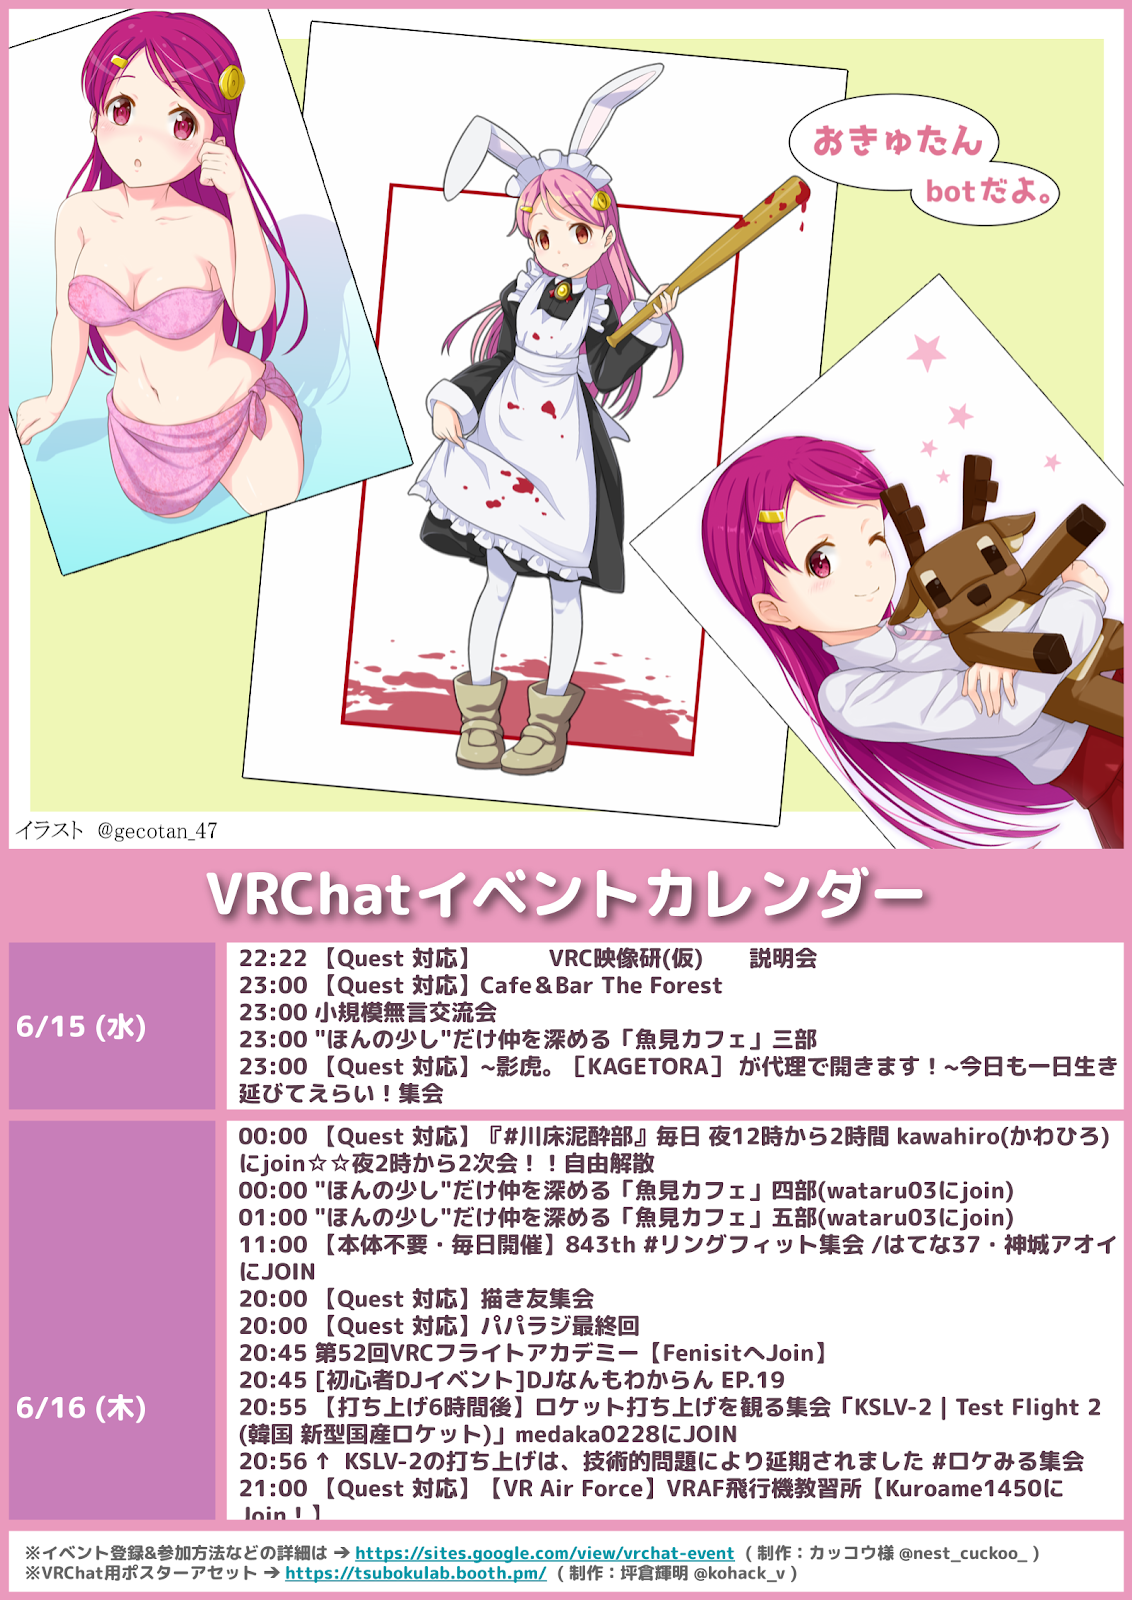 おきゅたん
botだよ。
イラスト @gecotan_47
VRChatイベントカレンダー
6/15 (水)
22:22 【Quest 対応】 VRC映像研(仮) 説明会
23:00 【Quest 対応】Cafe＆Bar The Forest
23:00 小規模無言交流会
23:00 "ほんの少し"だけ仲を深める「魚見カフェ」三部
23:00 【Quest 対応】~影虎。［KAGETORA］ が代理で開きます！~今日も一日生き
延びてえらい！集会
6/16 (木)
00:00 【Quest 対応】『#川床泥酔部』毎日 夜12時から2時間 kawahiro(かわひろ)
にjoin☆☆夜2時から2次会！！自由解散
00:00 "ほんの少し"だけ仲を深める「魚見カフェ」四部(wataru03にjoin)
01:00 "ほんの少し"だけ仲を深める「魚見カフェ」五部(wataru03にjoin)
11:00 【本体不要・毎日開催】843th #リングフィット集会 /はてな37・神城アオイ
にJOIN
20:00 【Quest 対応】描き友集会
20:00 【Quest 対応】パパラジ最終回
20:45 第52回VRCフライトアカデミー【FenisitへJoin】
20:45 [初心者DJイベント]DJなんもわからん EP.19
20:55 【打ち上げ6時間後】ロケット打ち上げを観る集会「KSLV-2 | Test Flight 2
(韓国 新型国産ロケット)」medaka0228にJOIN
20:56 ↑ KSLV-2の打ち上げは、技術的問題により延期されました #ロケみる集会
21:00 【Quest 対応】【VR Air Force】VRAF飛行機教習所【Kuroame1450に
Join！】
※イベント登録&参加方法などの詳細は → https://sites.google.com/view/vrchat-event ( 制作：カッコウ様 @nest_cuckoo_ )
※VRChat用ポスターアセット → https://tsubokulab.booth.pm/ ( 制作：坪倉輝明 @kohack_v )